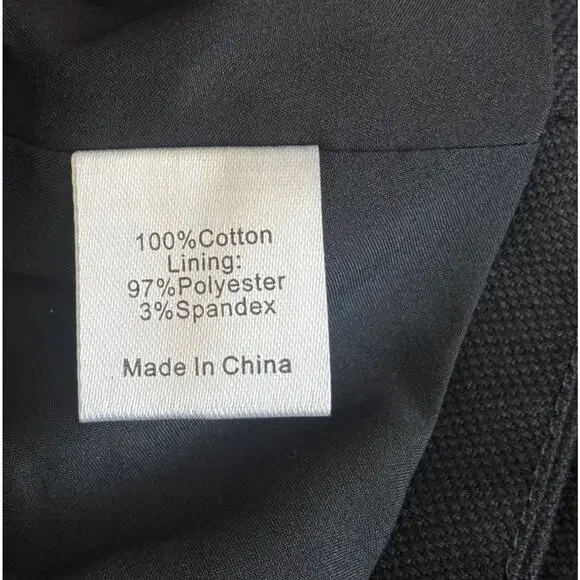 100%Cotton
Lining:
97%Polyester
3%Spandex
Made In China